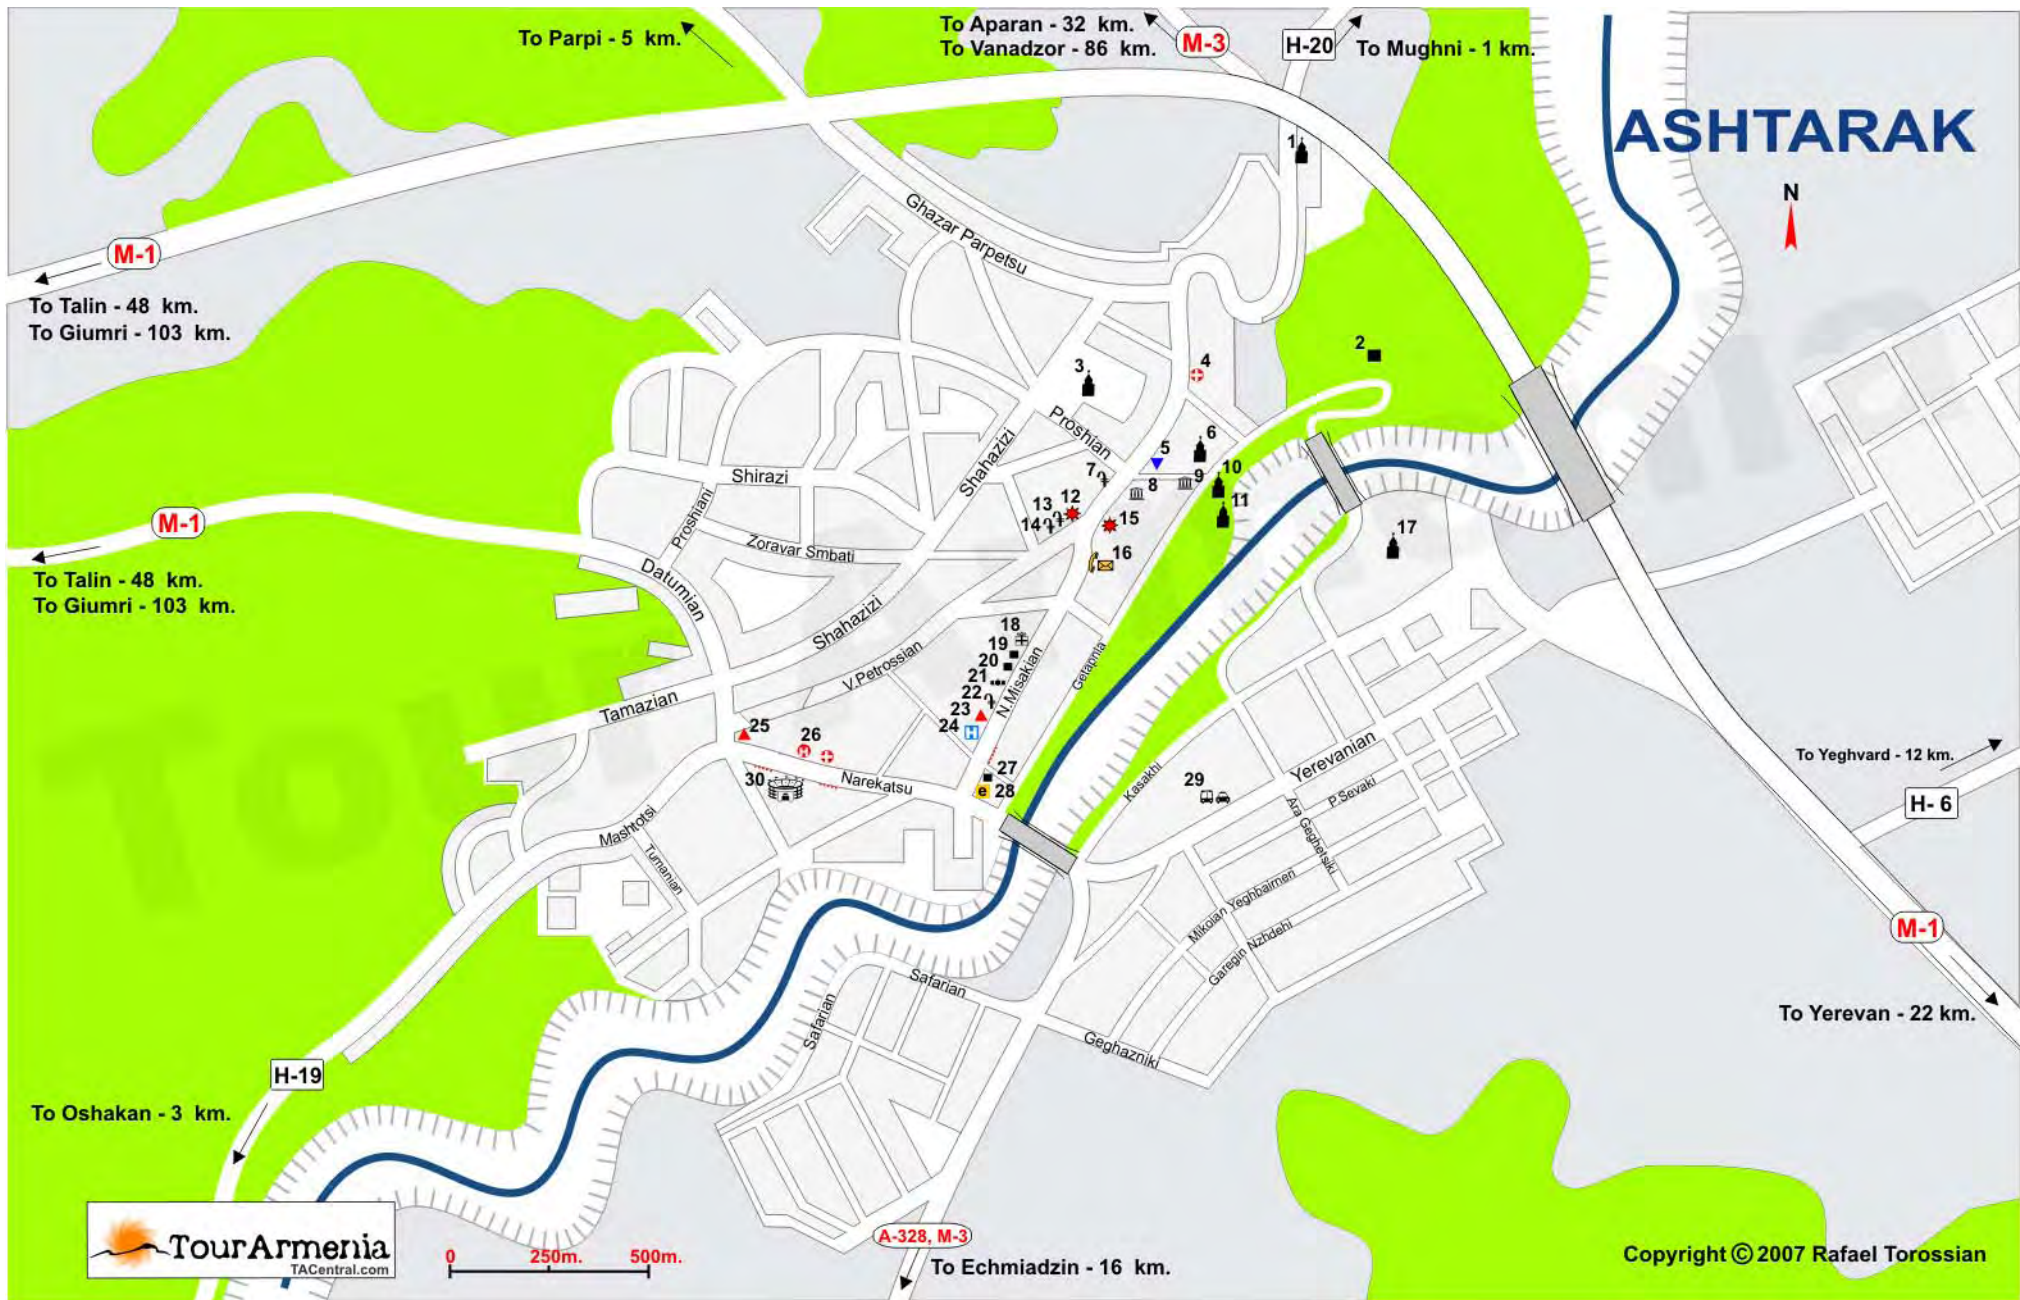 To Parpi - 5 km.
To Aparan - 32 km.
To Vanadzor - 86 km.
M-3
H-20
To Mughni - 1 km.
ASHTARAK
N
1
M-1
To Talin - 48 km.
To Giumri - 103 km.
Ghazar Parpetsu
2
3
4
Proshian
Shahazizi
5
6
7
8
9
10
11
12
13
14
15
16
17
Shirazi
Proshiani
Zoravar Smbati
M-1
To Talin - 48 km.
To Giumri - 103 km.
Datumian
Shahazizi
V.Petrossian
Tamazian
18
19
20
21
22
23
24
N.Misakian
Getapnia
H
25
26
H
27
28
e
29
30
Narekatsu
Mashtotsi
Tumanian
Kasakhi
Yerevanian
P.Sevaki
Ara Geghetsiki
Mikoian Yeghbaireri
Garegin Nzhdehi
To Yeghvard - 12 km.
H- 6
M-1
To Yerevan - 22 km.
Safarian
Safarian
Geghazniki
H-19
To Oshakan - 3 km.
TourArmenia
TACentral.com
0 250m. 500m.
A-328, M-3
To Echmiadzin - 16 km.
Copyright © 2007 Rafael Torossian
Tour Armenia